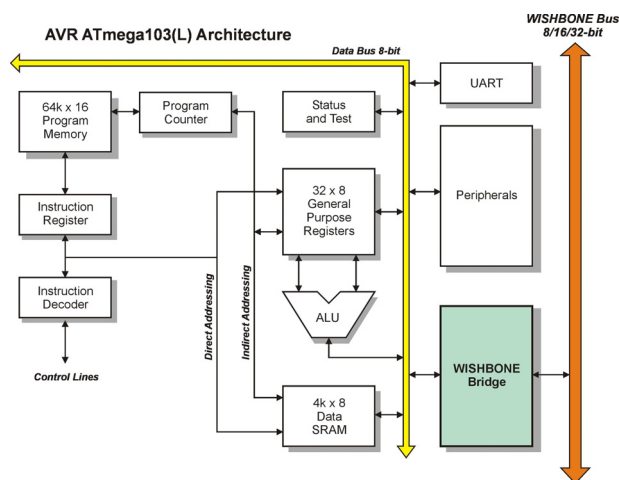 WISHBONE Bus
8/16/32-bit
AVR ATmega103(L) Architecture
Data Bus 8-bit
64k x 16
Program
Memory
Program
Counter
Status
and Test
UART
Instruction
Register
32 x 8
General
Purpose
Registers
Peripherals
Instruction
Decoder
Direct Addressing
Indirect Addressing
ALU
Control Lines
WISHBONE
Bridge
4k x 8
Data
SRAM